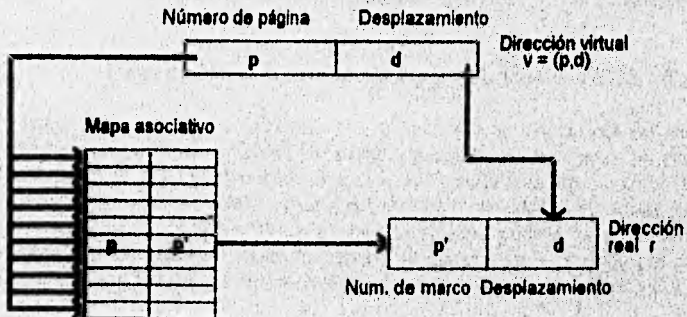 Número de página
Desplazamiento
p
d
Dirección virtual
v = (p,d)
Mapa asociativo
p
p'
p'
d
Dirección
real r
Num. de marco
Desplazamiento